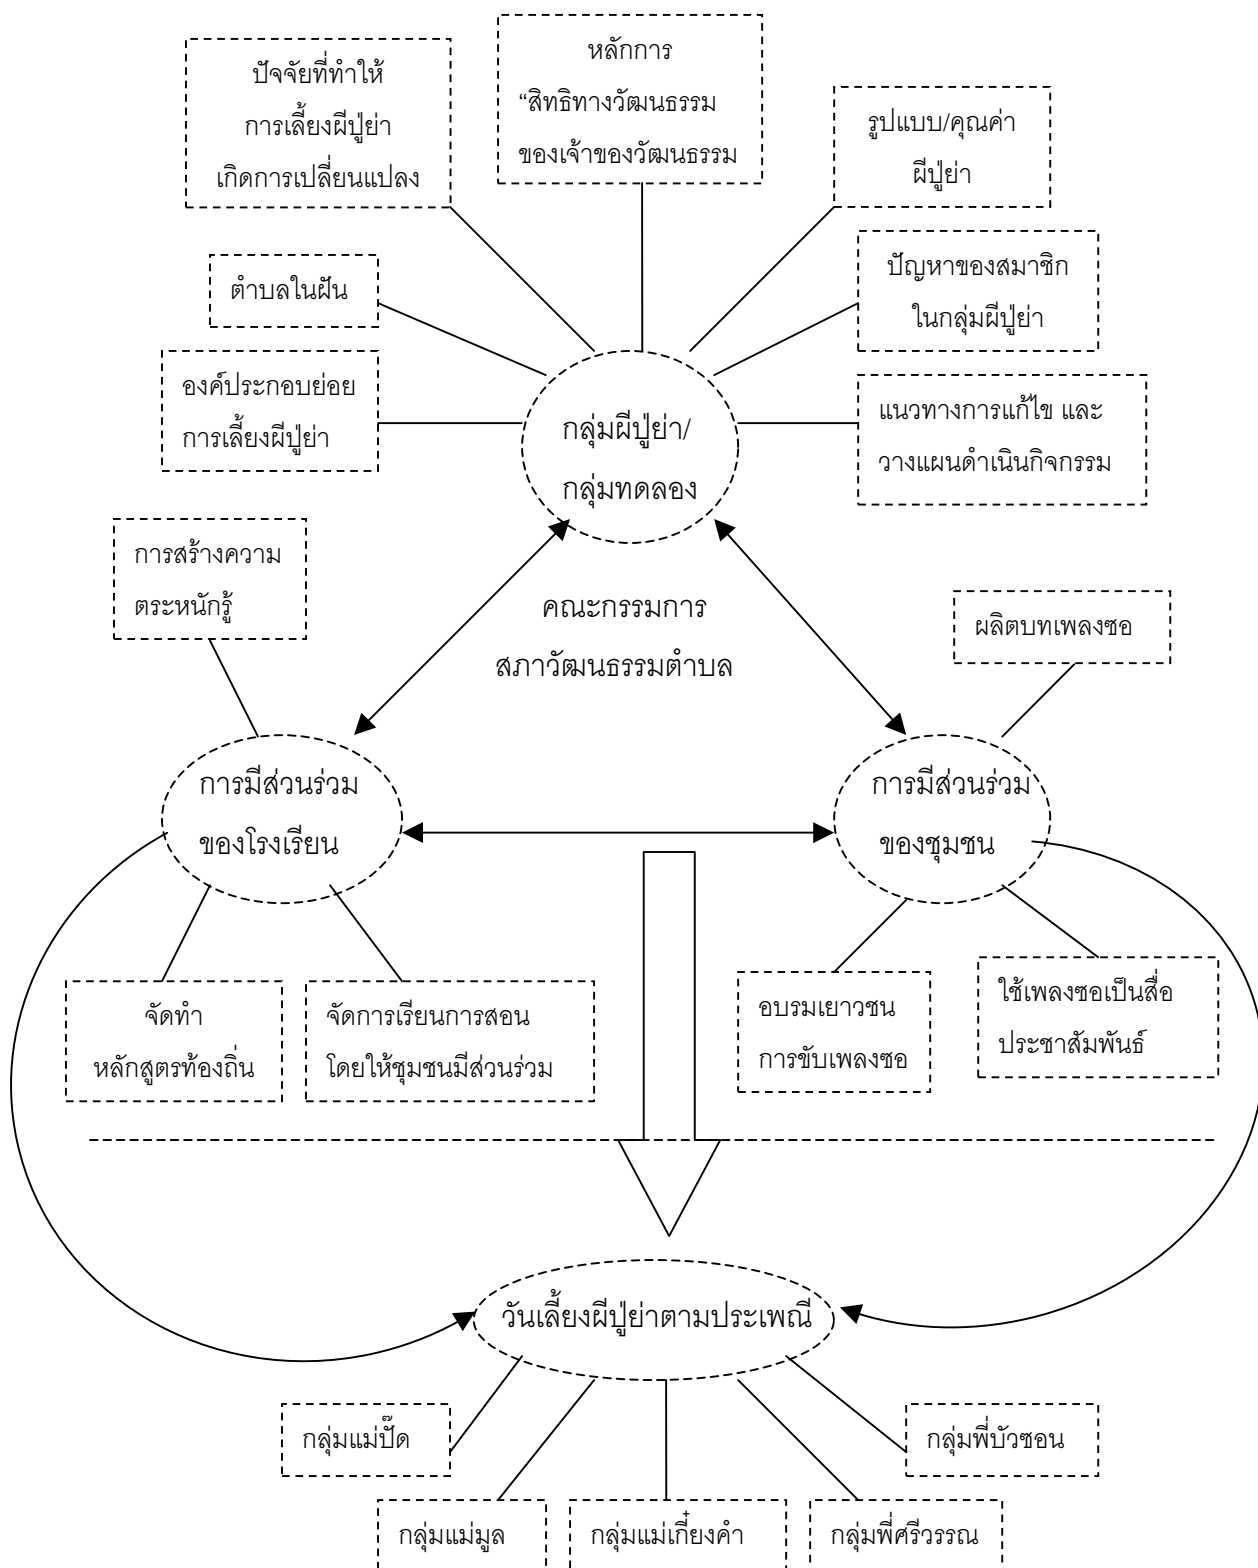 หลักการ
“สิทธิทางวัฒนธรรม
ของเจ้าของวัฒนธรรม
ปัจจัยที่ทำให้
การเลี้ยงผีปู่ย่า
เกิดการเปลี่ยนแปลง
รูปแบบ/คุณค่า
ผีปู่ย่า
ตำบลในฝัน
ปัญหาของสมาชิก
ในกลุ่มผีปู่ย่า
องค์ประกอบย่อย
การเลี้ยงผีปู่ย่า
กลุ่มผีปู่ย่า/
กลุ่มทดลอง
แนวทางการแก้ไข และ
วางแผนดำเนินกิจกรรม
การสร้างความ
ตระหนักรู้
คณะกรรมการ
สภาวัฒนธรรมตำบล
ผลิตบทเพลงซอ
การมีส่วนร่วม
ของโรงเรียน
การมีส่วนร่วม
ของชุมชน
จัดทำ
หลักสูตรท้องถิ่น
จัดการเรียนการสอน
โดยให้ชุมชนมีส่วนร่วม
อบรมเยาวชน
การขับเพลงซอ
ใช้เพลงซอเป็นสื่อ
ประชาสัมพันธ์
วันเลี้ยงผีปู่ย่าตามประเพณี
กลุ่มแม่ปั๊ด
กลุ่มพี่บัวซอน
กลุ่มแม่มูล
กลุ่มแม่เกี๋ยงคำ
กลุ่มพี่ศรีวรรณ